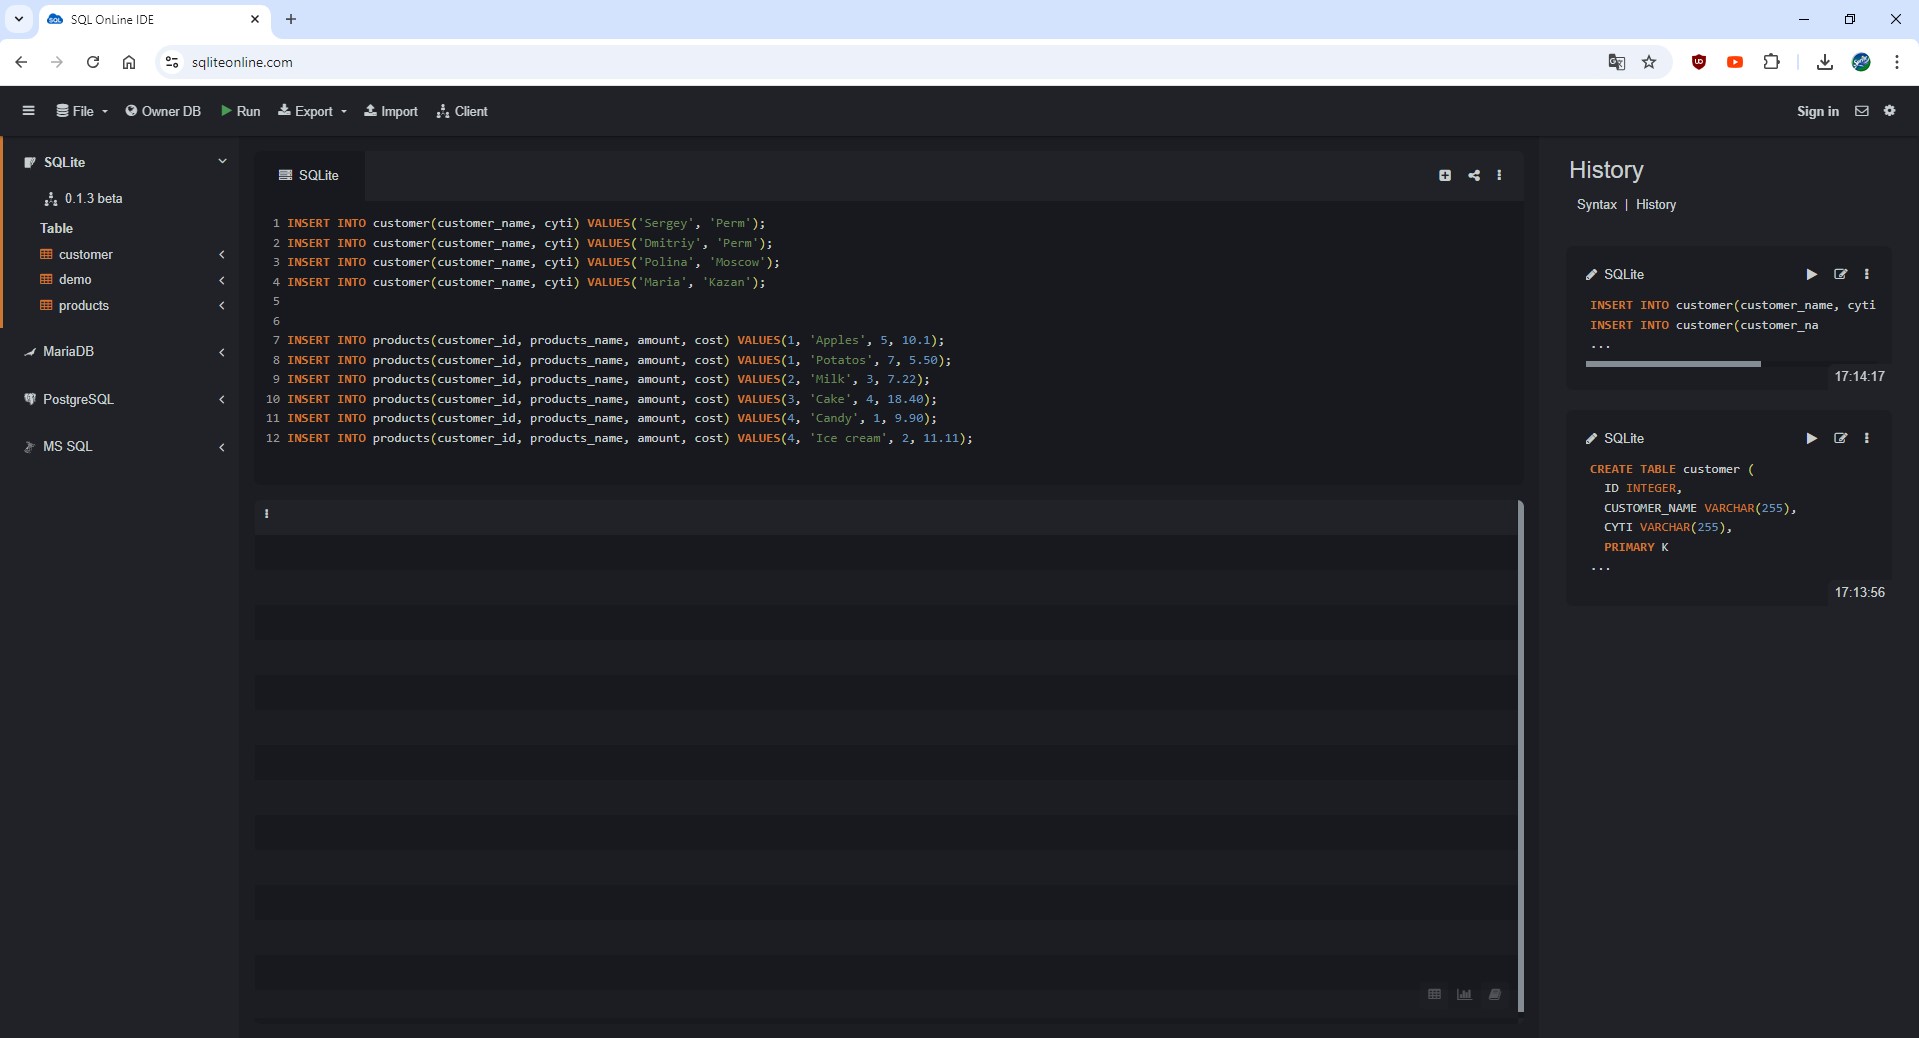 SQL OnLine IDE
sqliteonline.com
File
Owner DB
Run
Export
Import
Client
Sign in
SQLite
0.1.3 beta
Table
customer
demo
products
MariaDB
PostgreSQL
MS SQL
SQLite
1 INSERT INTO customer(customer_name, cyti) VALUES('Sergey', 'Perm');
2 INSERT INTO customer(customer_name, cyti) VALUES('Dmitriy', 'Perm');
3 INSERT INTO customer(customer_name, cyti) VALUES('Polina', 'Moscow');
4 INSERT INTO customer(customer_name, cyti) VALUES('Maria', 'Kazan');
5
6
7 INSERT INTO products(customer_id, products_name, amount, cost) VALUES(1, 'Apples', 5, 10.1);
8 INSERT INTO products(customer_id, products_name, amount, cost) VALUES(1, 'Potatos', 7, 5.50);
9 INSERT INTO products(customer_id, products_name, amount, cost) VALUES(2, 'Milk', 3, 7.22);
10 INSERT INTO products(customer_id, products_name, amount, cost) VALUES(3, 'Cake', 4, 18.40);
11 INSERT INTO products(customer_id, products_name, amount, cost) VALUES(4, 'Candy', 1, 9.90);
12 INSERT INTO products(customer_id, products_name, amount, cost) VALUES(4, 'Ice cream', 2, 11.11);
History
Syntax | History
SQLite
INSERT INTO customer(customer_name, cyti
INSERT INTO customer(customer_na
...
17:14:17
SQLite
CREATE TABLE customer (
ID INTEGER,
CUSTOMER_NAME VARCHAR(255),
CYTI VARCHAR(255),
PRIMARY K
...
17:13:56